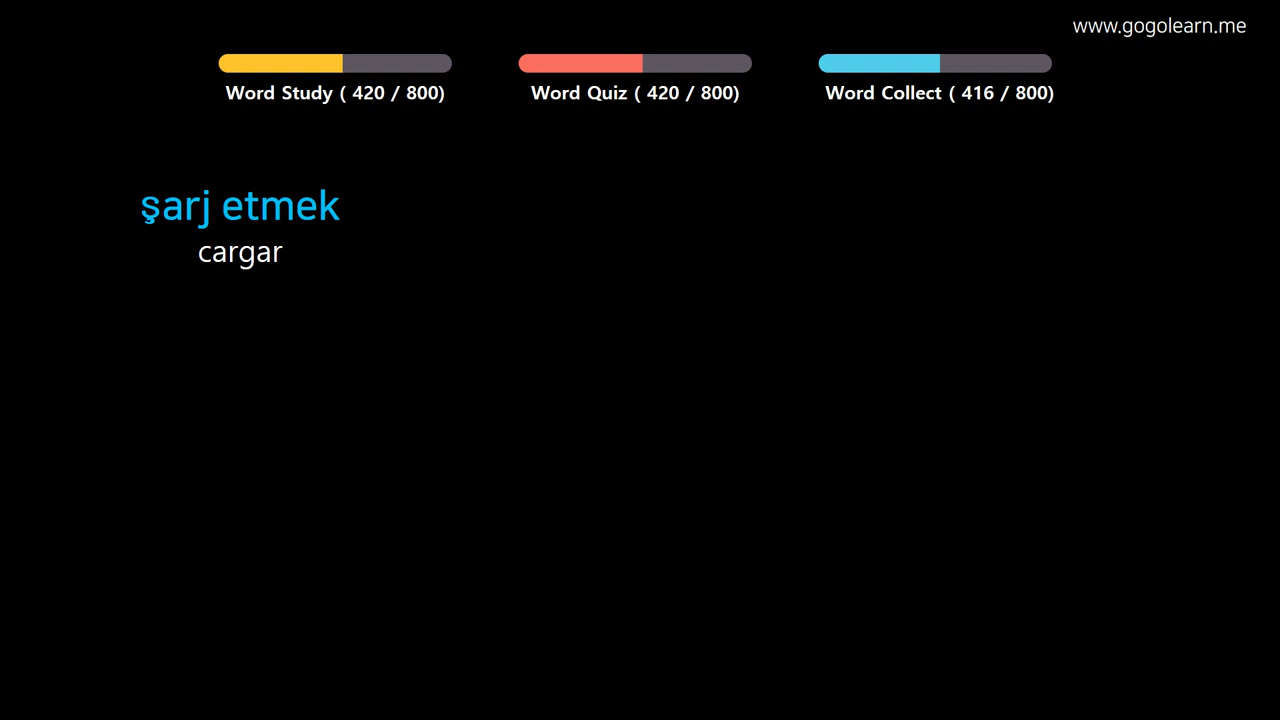 www.gogolearn.me
Word Study ( 420 / 800)
Word Quiz ( 420 / 800)
Word Collect ( 416 / 800)
şarj etmek
cargar